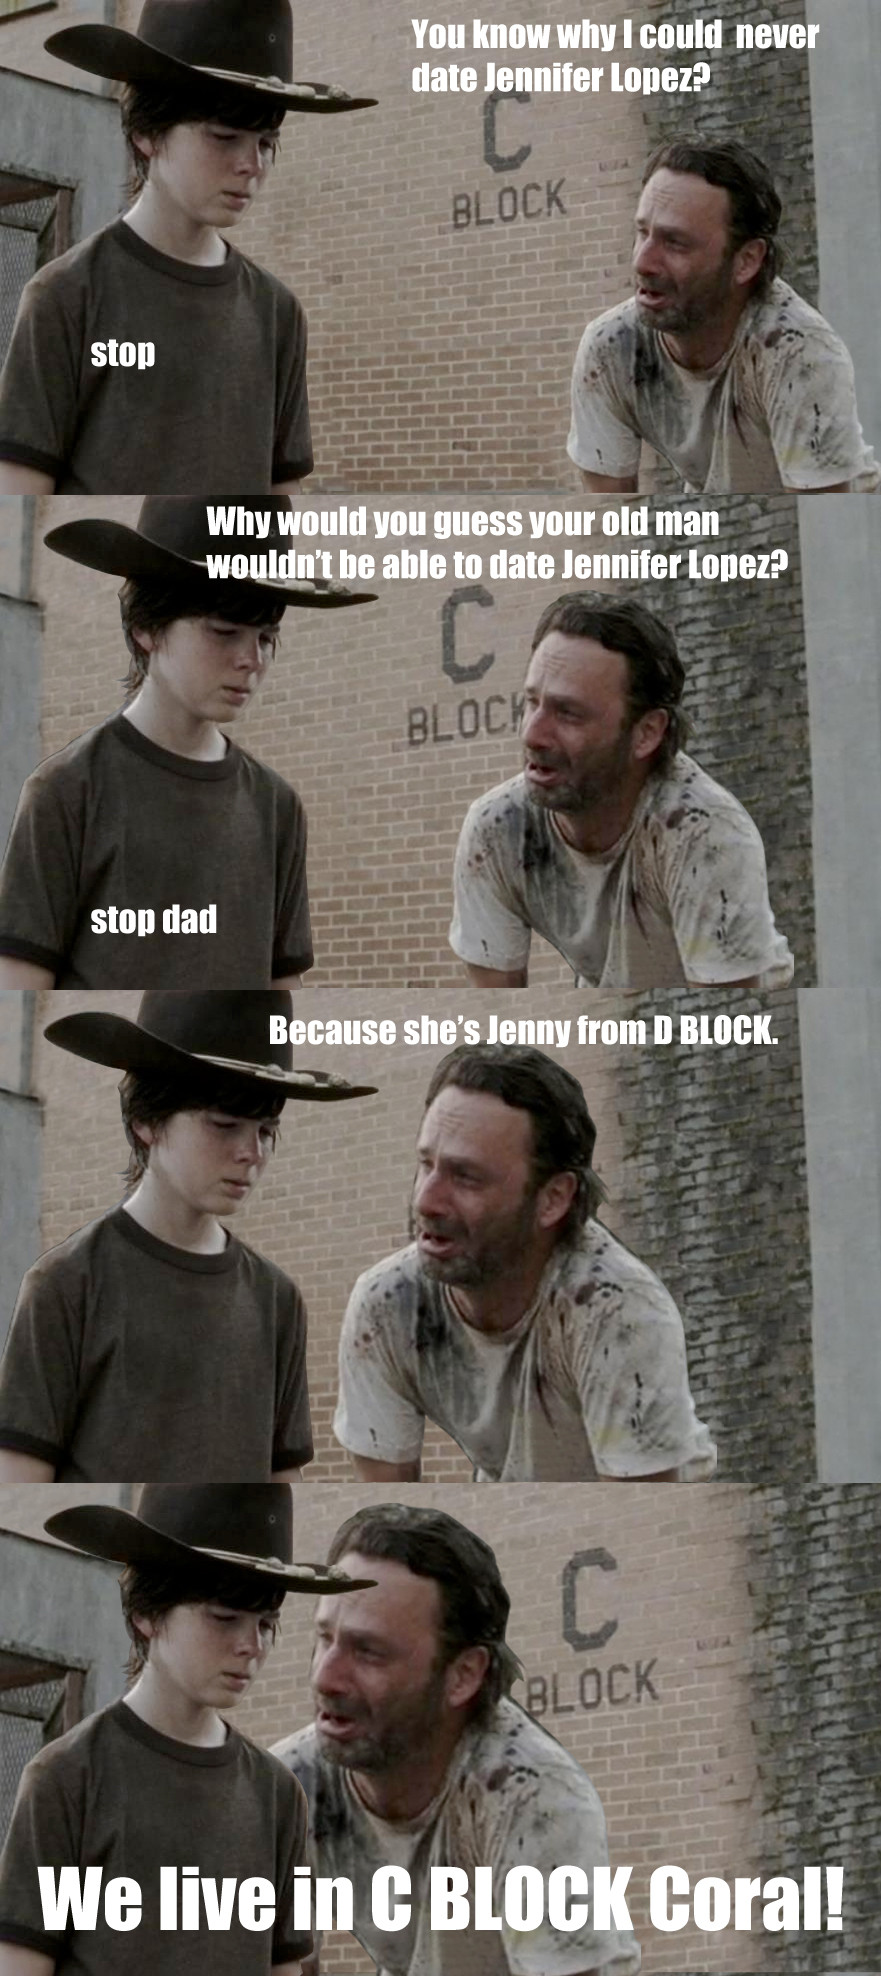 You know why I could never
date Jennifer Lopez?
C
BLOCK
stop
Why would you guess your old man
wouldn't be able to date Jennifer Lopez?
C
BLOCK
stop dad
Because she's Jenny from D BLOCK.
C
BLOCK
We live in C BLOCK Coral!